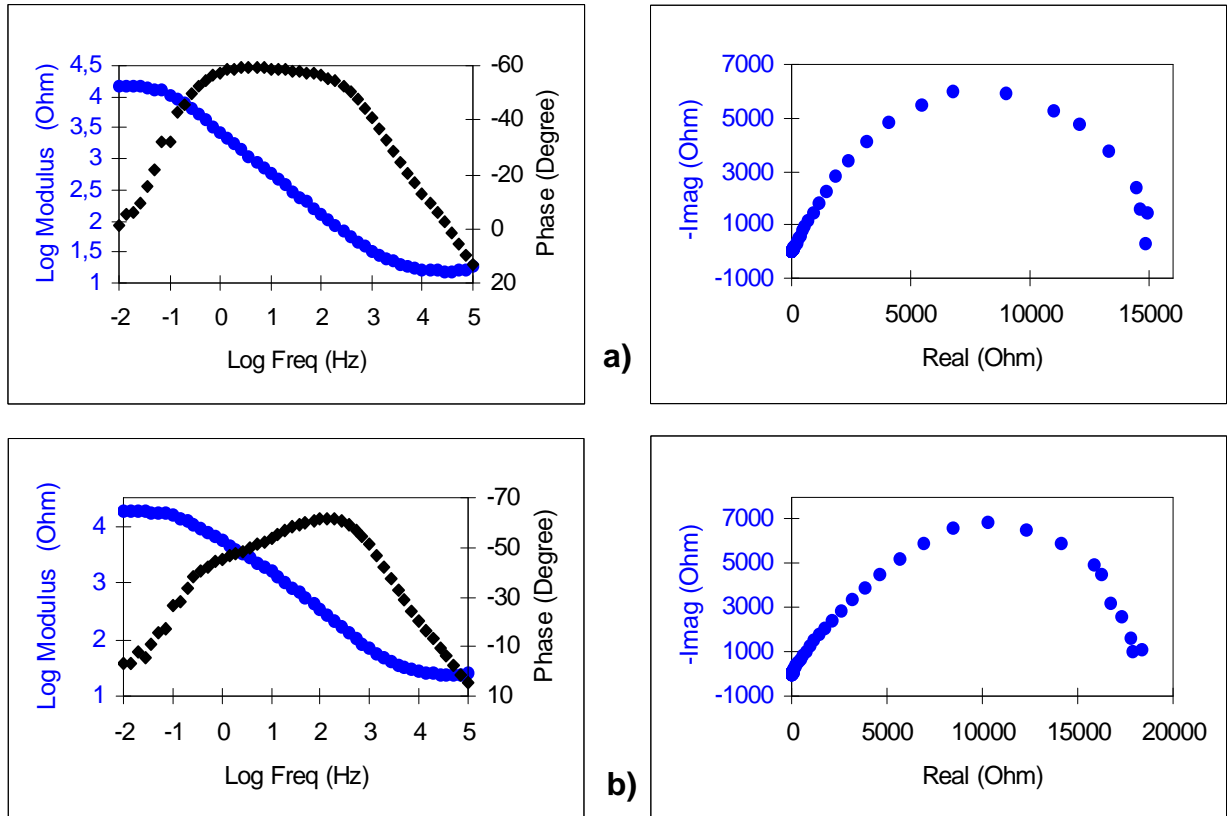 Log Modulus (Ohm)
4,5
4
3,5
3
2,5
2
1,5
1
-60
-40
-20
0
20
Phase (Degree)
-2 -1 0 1 2 3 4 5
Log Freq (Hz)
a)
-Imag (Ohm)
7000
5000
3000
1000
-1000
0 5000 10000 15000
Real (Ohm)
Log Modulus (Ohm)
4
3
2
1
-70
-50
-30
-10
10
Phase (Degree)
-2 -1 0 1 2 3 4 5
Log Freq (Hz)
b)
-Imag (Ohm)
7000
5000
3000
1000
-1000
0 5000 10000 15000 20000
Real (Ohm)